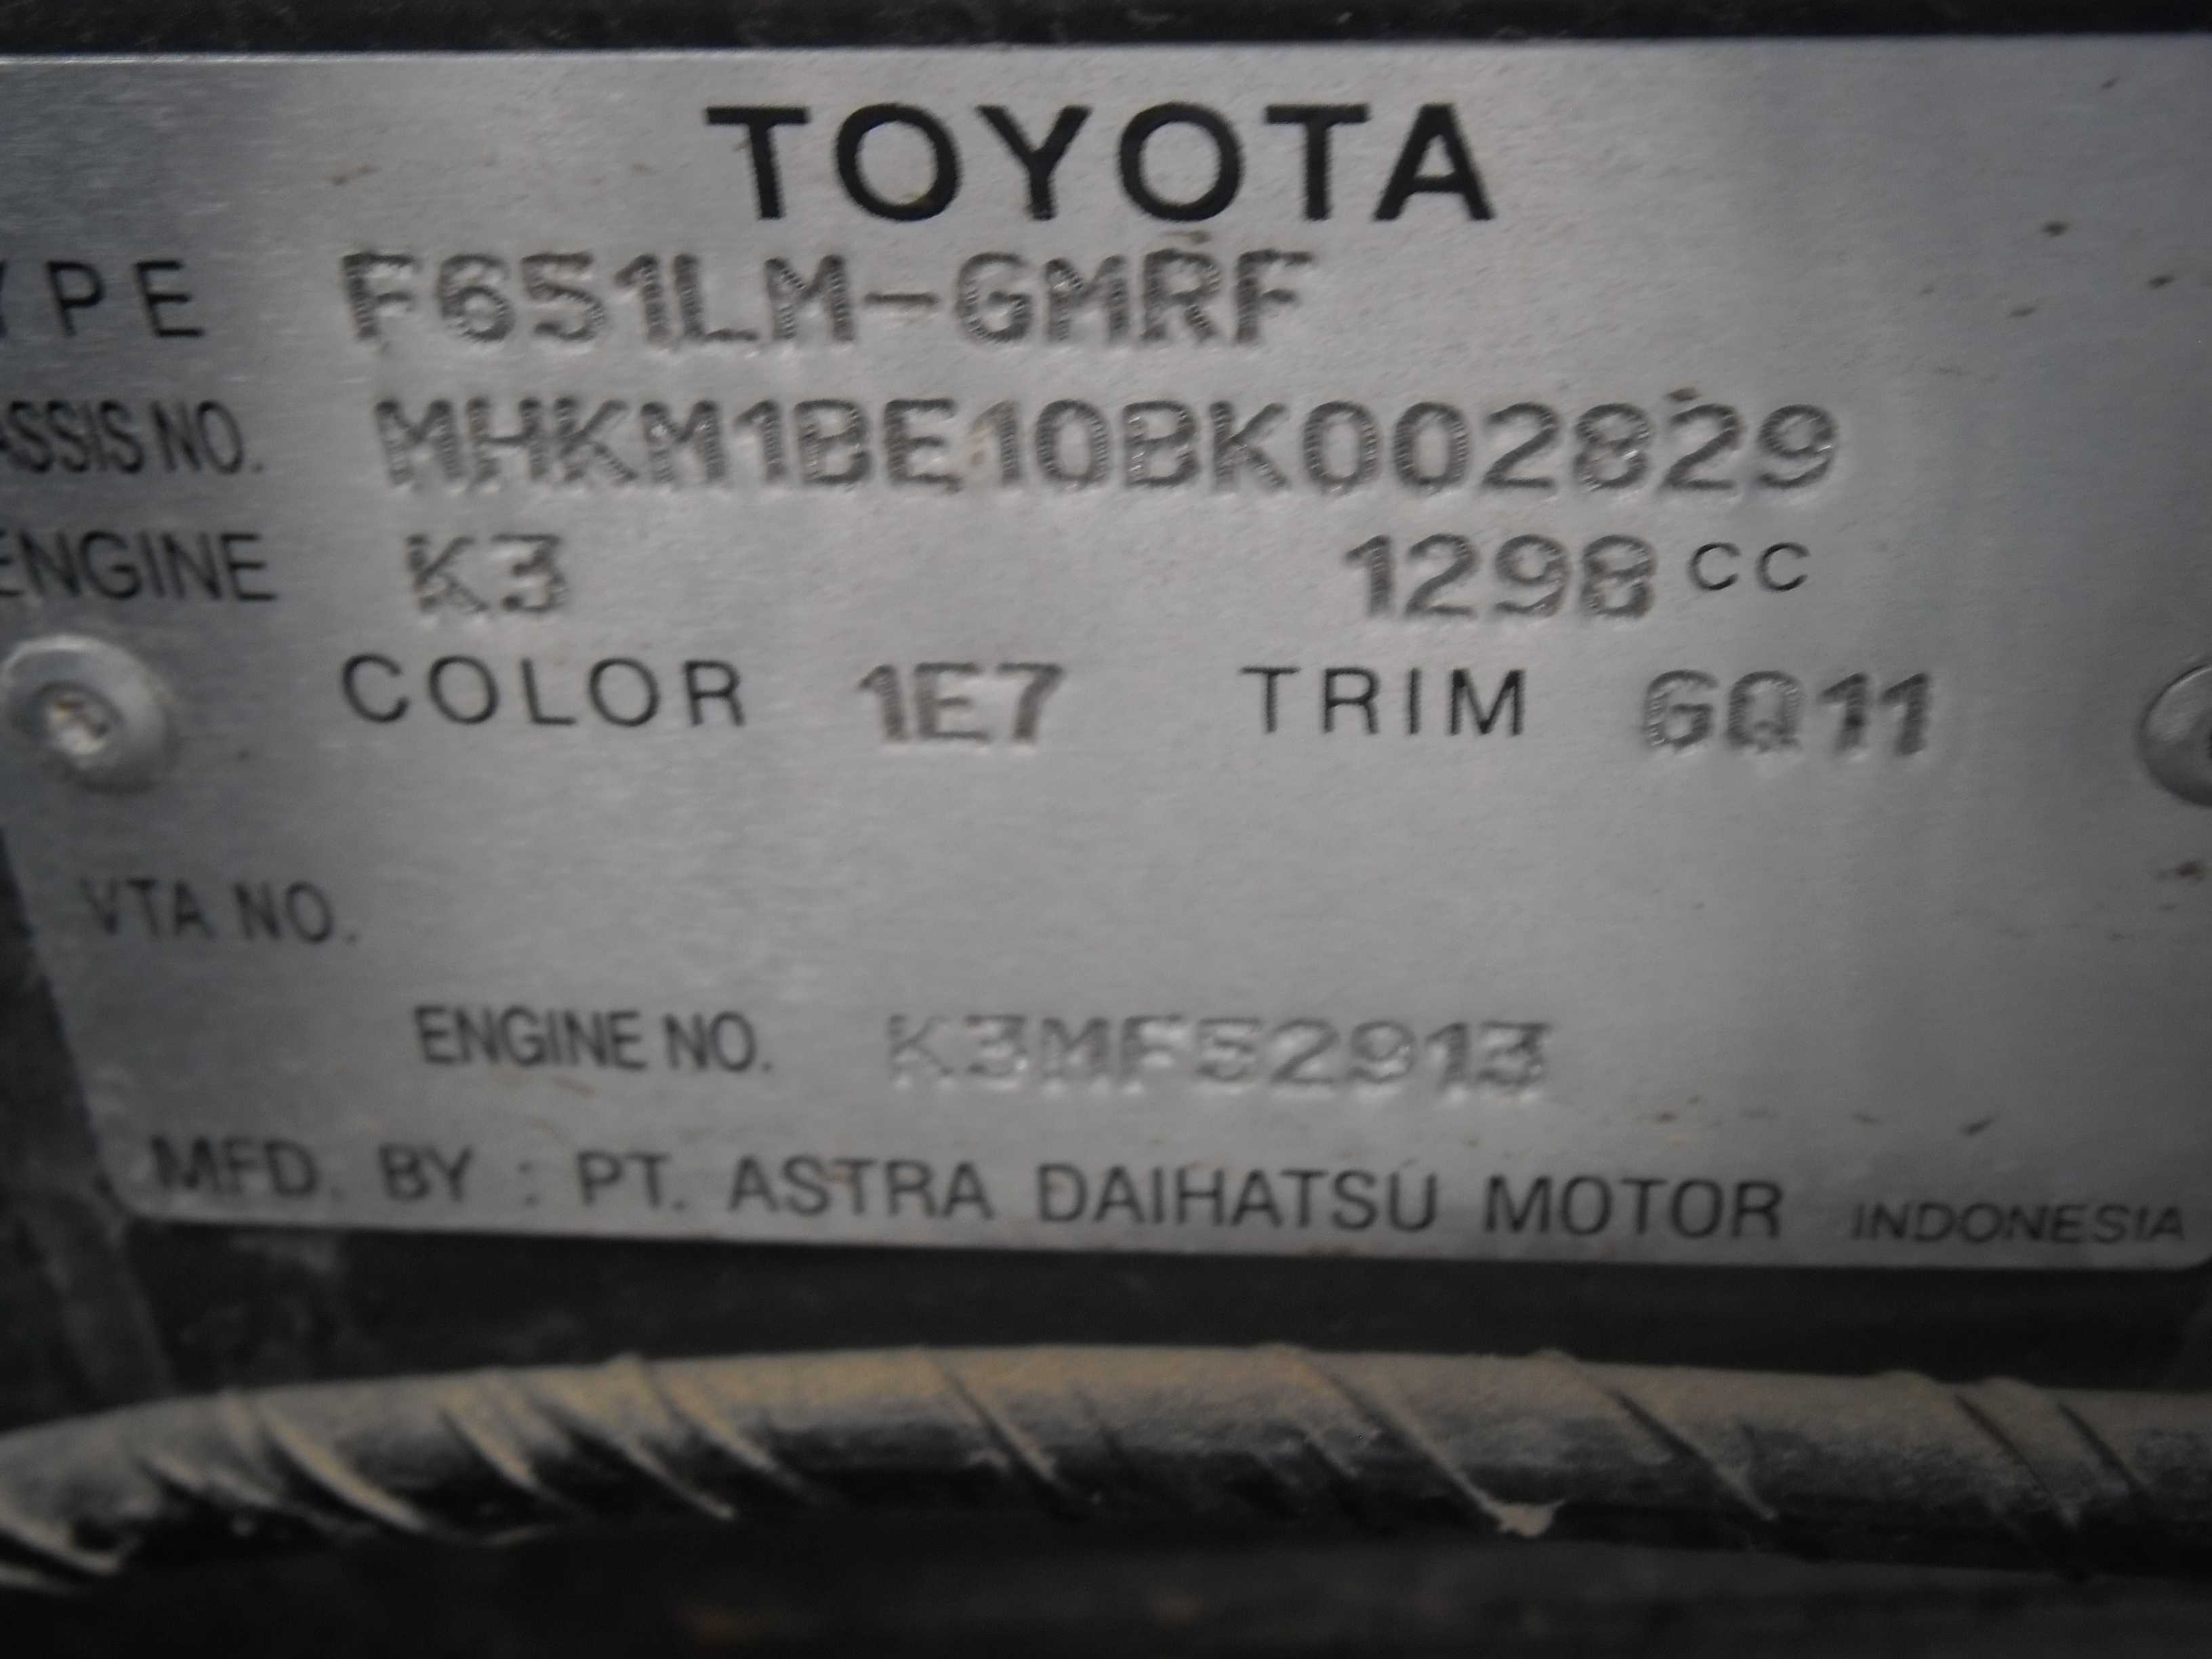 TOYOTA
YPE F651LM-GMRF
ASSIS NO. MHKM1BE10BK002829
ENGINE K3 1298 CC
COLOR 1E7 TRIM GQ11
VTA NO.
ENGINE NO. K3MF52913
MFD. BY : PT. ASTRA DAIHATSU MOTOR INDONESIA